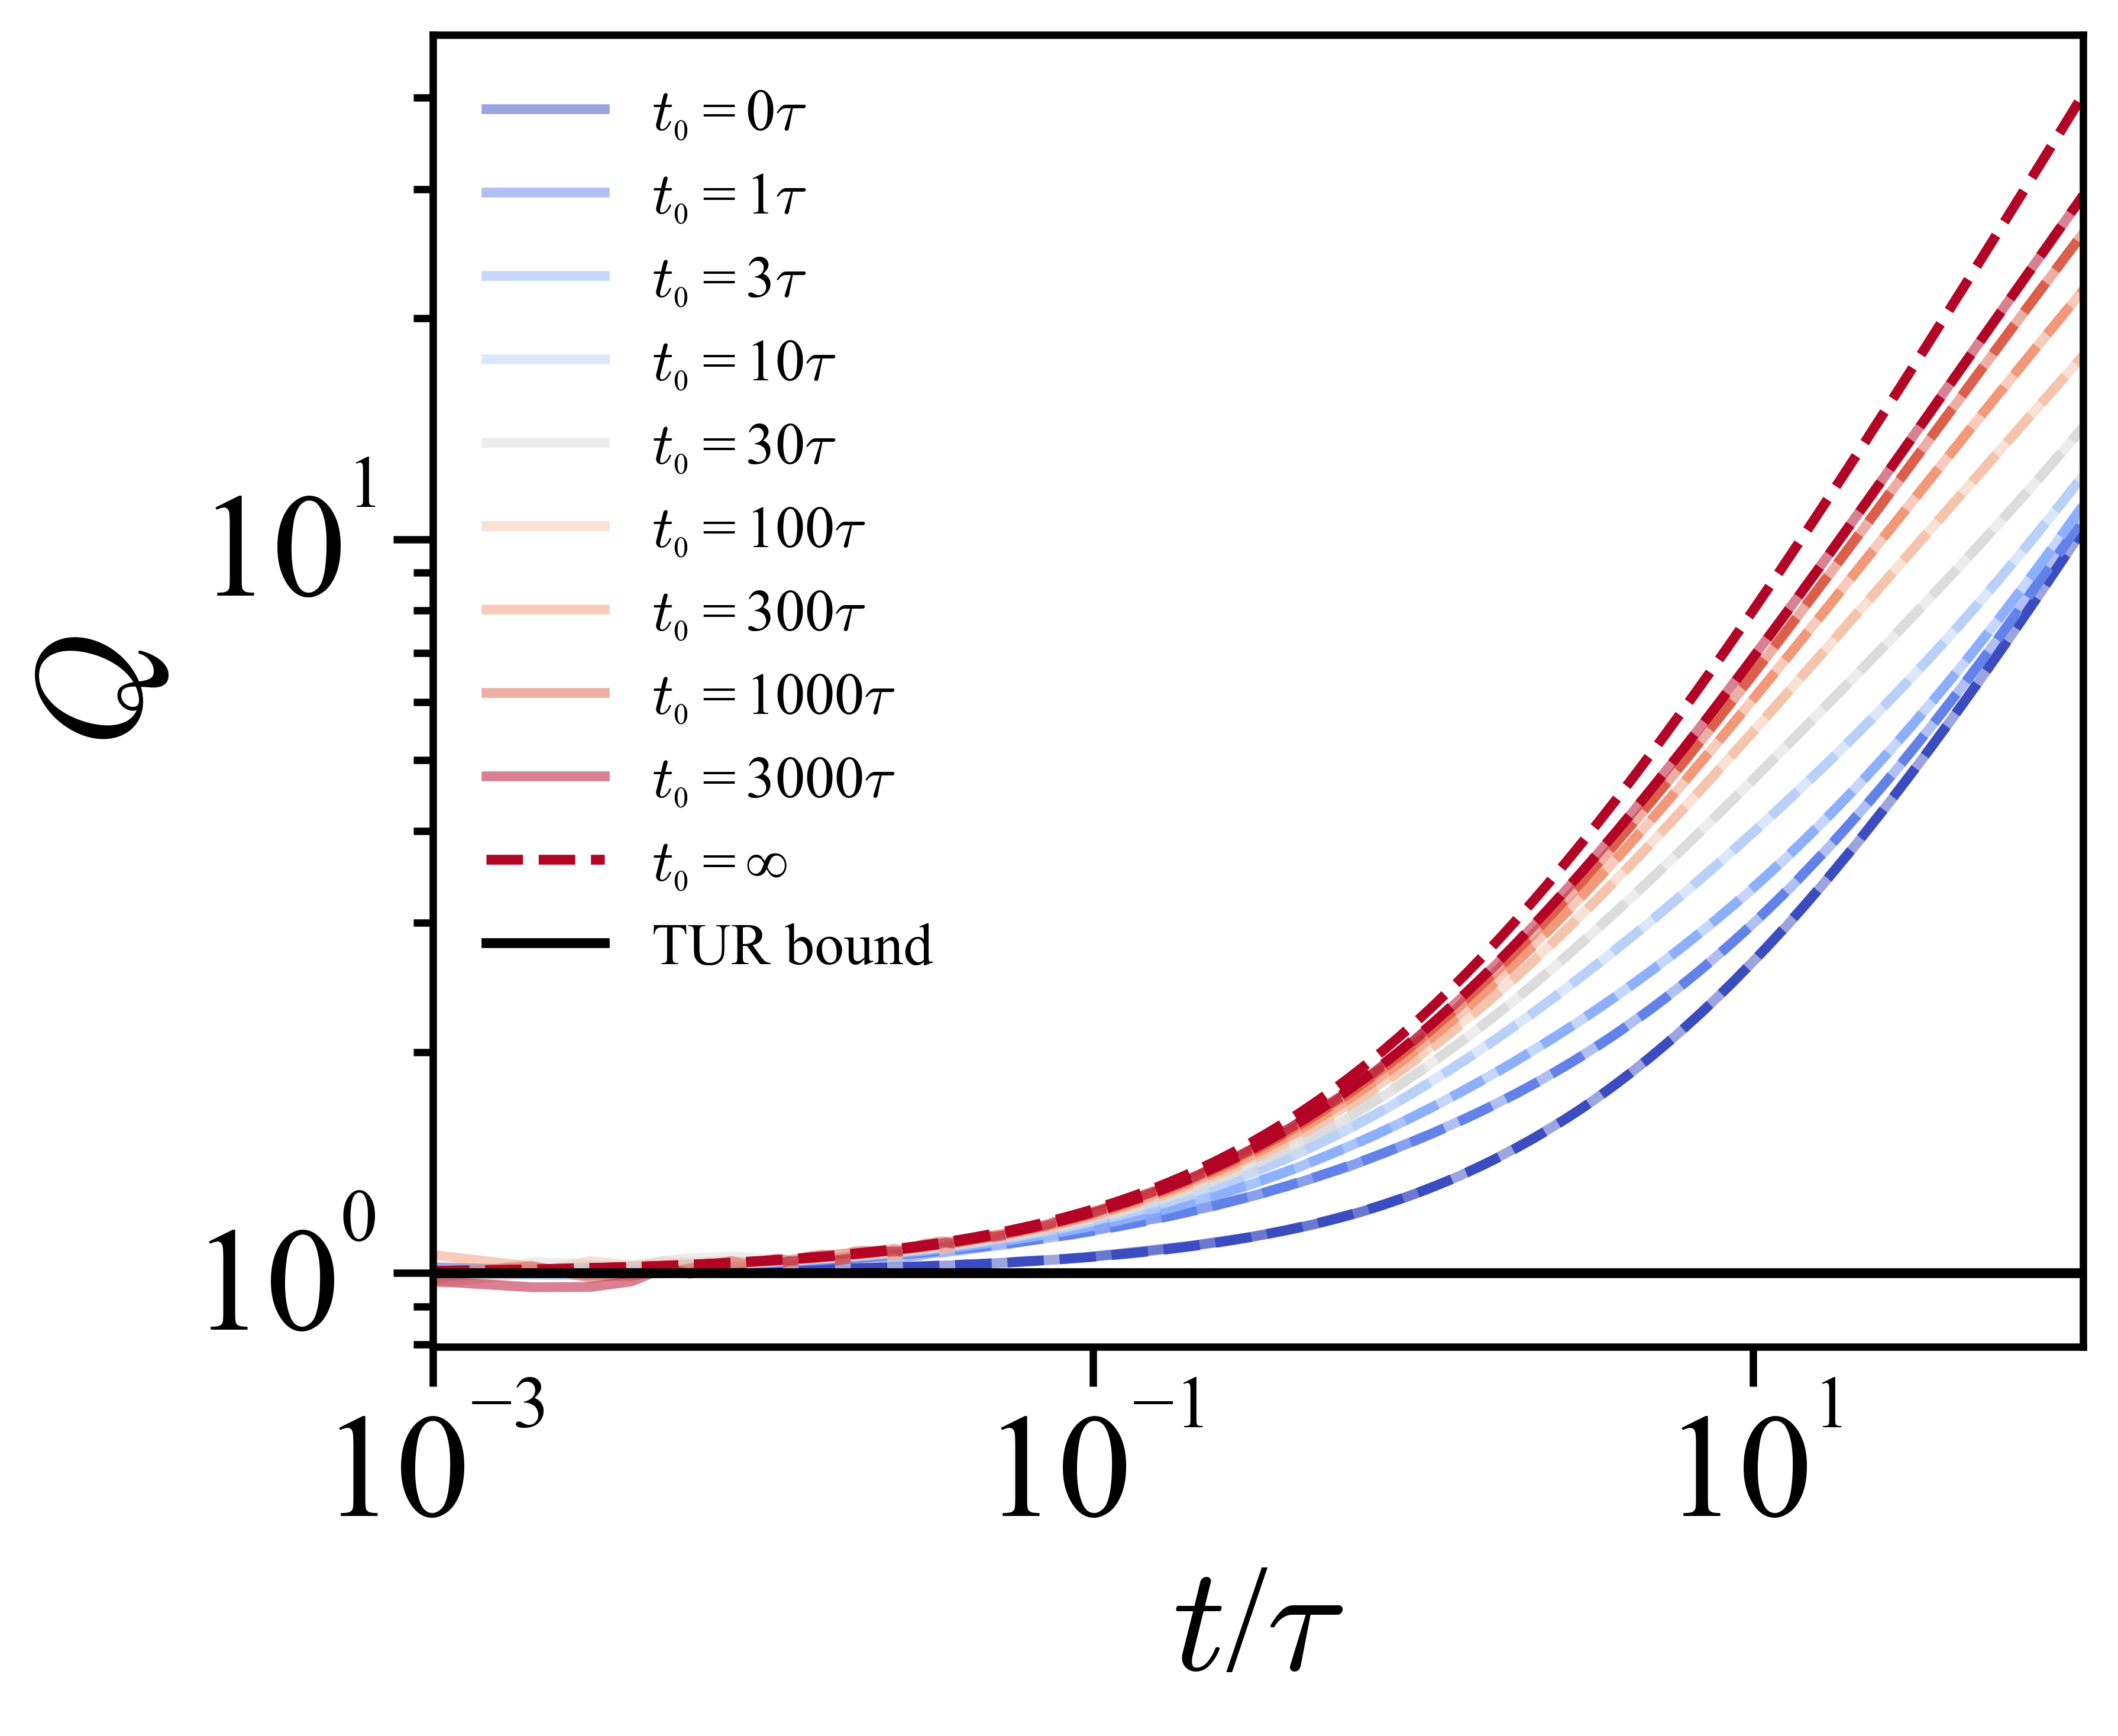 t₀ = 0τ
t₀ = 1τ
t₀ = 3τ
t₀ = 10τ
t₀ = 30τ
t₀ = 100τ
t₀ = 300τ
t₀ = 1000τ
t₀ = 3000τ
t₀ = ∞
TUR bound
10¹
10⁰
Q
10⁻³
10⁻¹
10¹
t/τ